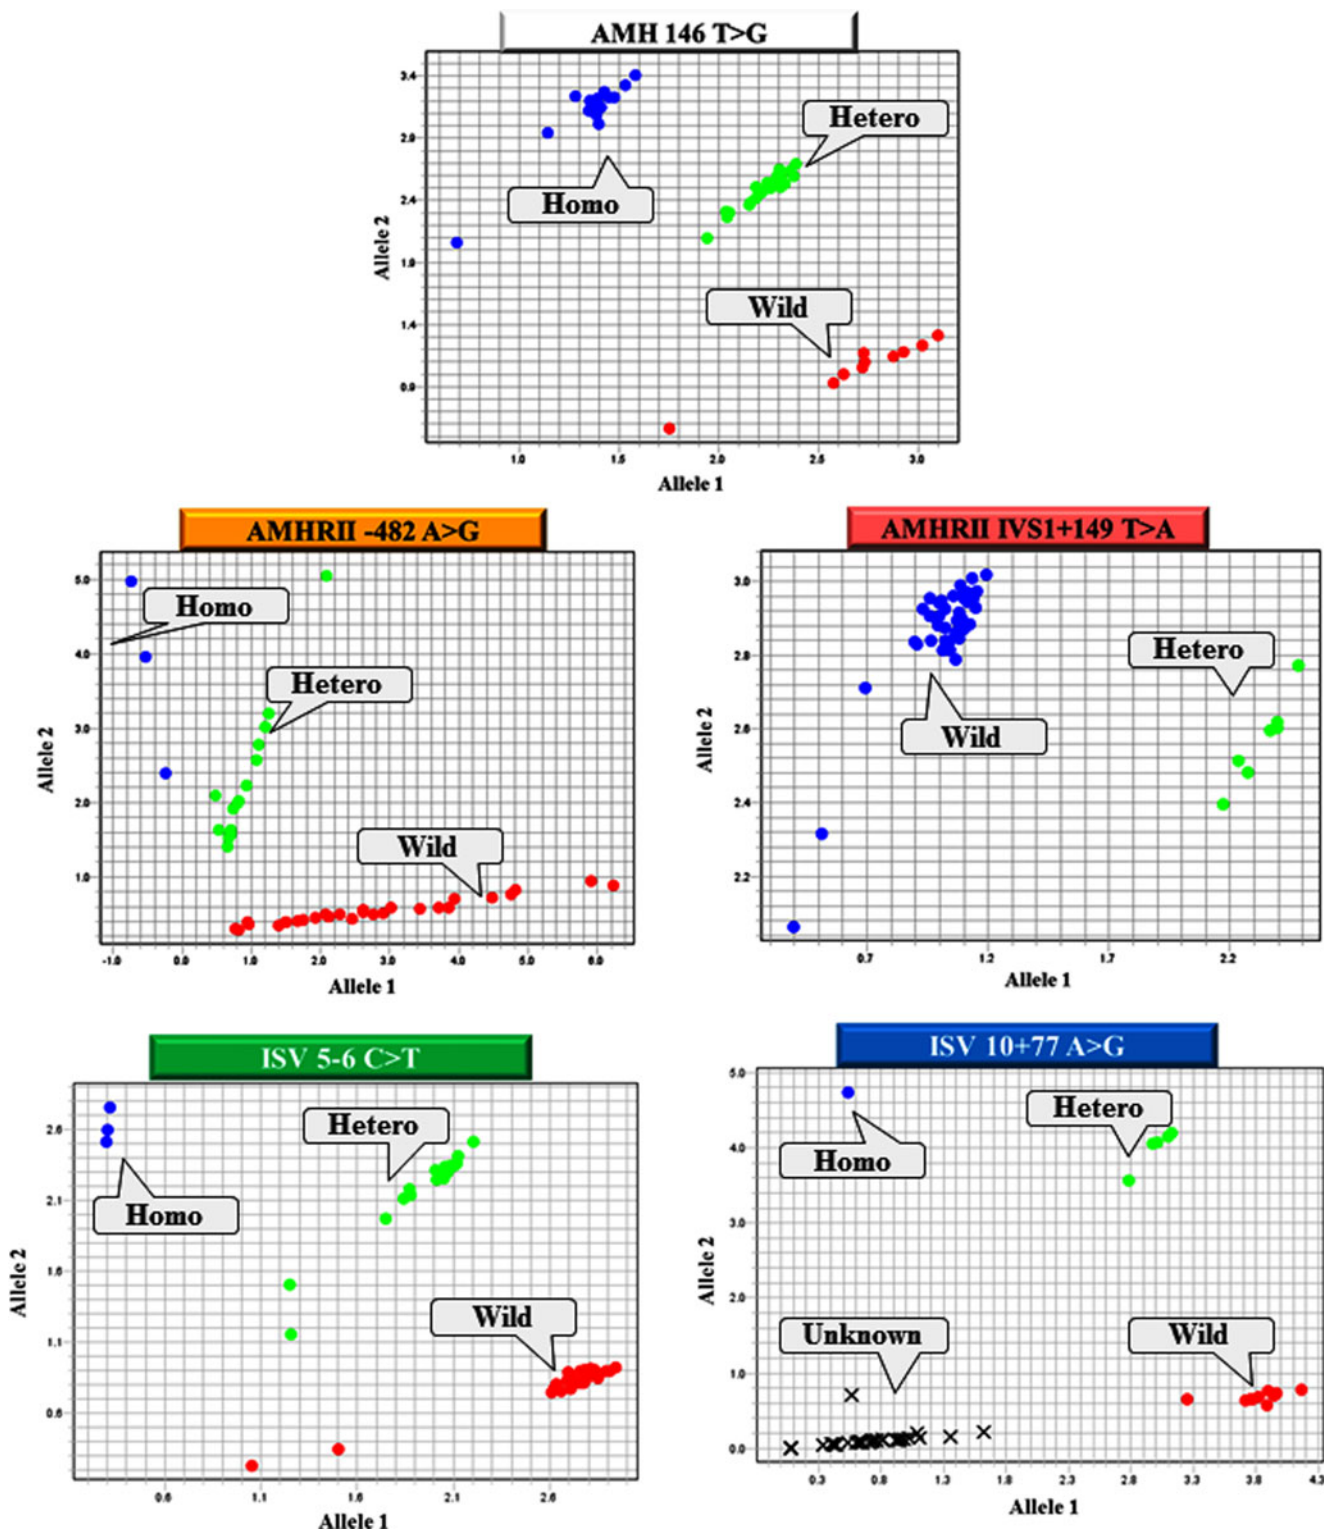 AMH 146 T>G
3.4
Hetero
2.9
Homo
2.4
Allele 2
1.9
Wild
1.4
0.9
1.0 1.5 2.0 2.5 3.0
Allele 1
AMHRII -482 A>G
5.0
Homo
4.0
Hetero
3.0
Allele 2
2.0
Wild
1.0
-1.0 0.0 1.0 2.0 3.0 4.0 5.0 6.0
Allele 1
AMHRII IVS1+149 T>A
3.0
2.8
Hetero
Wild
2.6
Allele 2
2.4
2.2
0.7 1.2 1.7 2.2
Allele 1
ISV 5-6 C>T
2.6
Hetero
2.1
Homo
Allele 2
1.6
Wild
1.1
0.6
0.6 1.1 1.6 2.1 2.6
Allele 1
ISV 10+77 A>G
5.0
Hetero
4.0
Homo
3.0
Allele 2
2.0
Unknown Wild
1.0
0.0
0.3 0.8 1.3 1.8 2.3 2.8 3.3 3.8 4.3
Allele 1